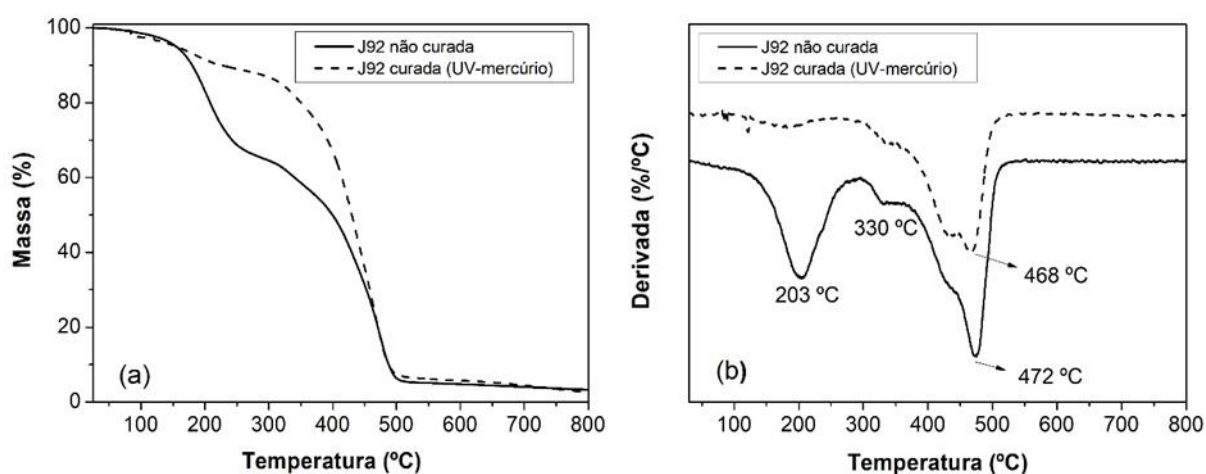 100
80
60
40
20
0
Massa (%)
J92 não curada
J92 curada (UV-mercúrio)
(a)
100 200 300 400 500 600 700 800
Temperatura (ºC)
Derivada (%/ºC)
J92 não curada
J92 curada (UV-mercúrio)
330 ºC
203 ºC
468 ºC
472 ºC
(b)
100 200 300 400 500 600 700 800
Temperatura (ºC)